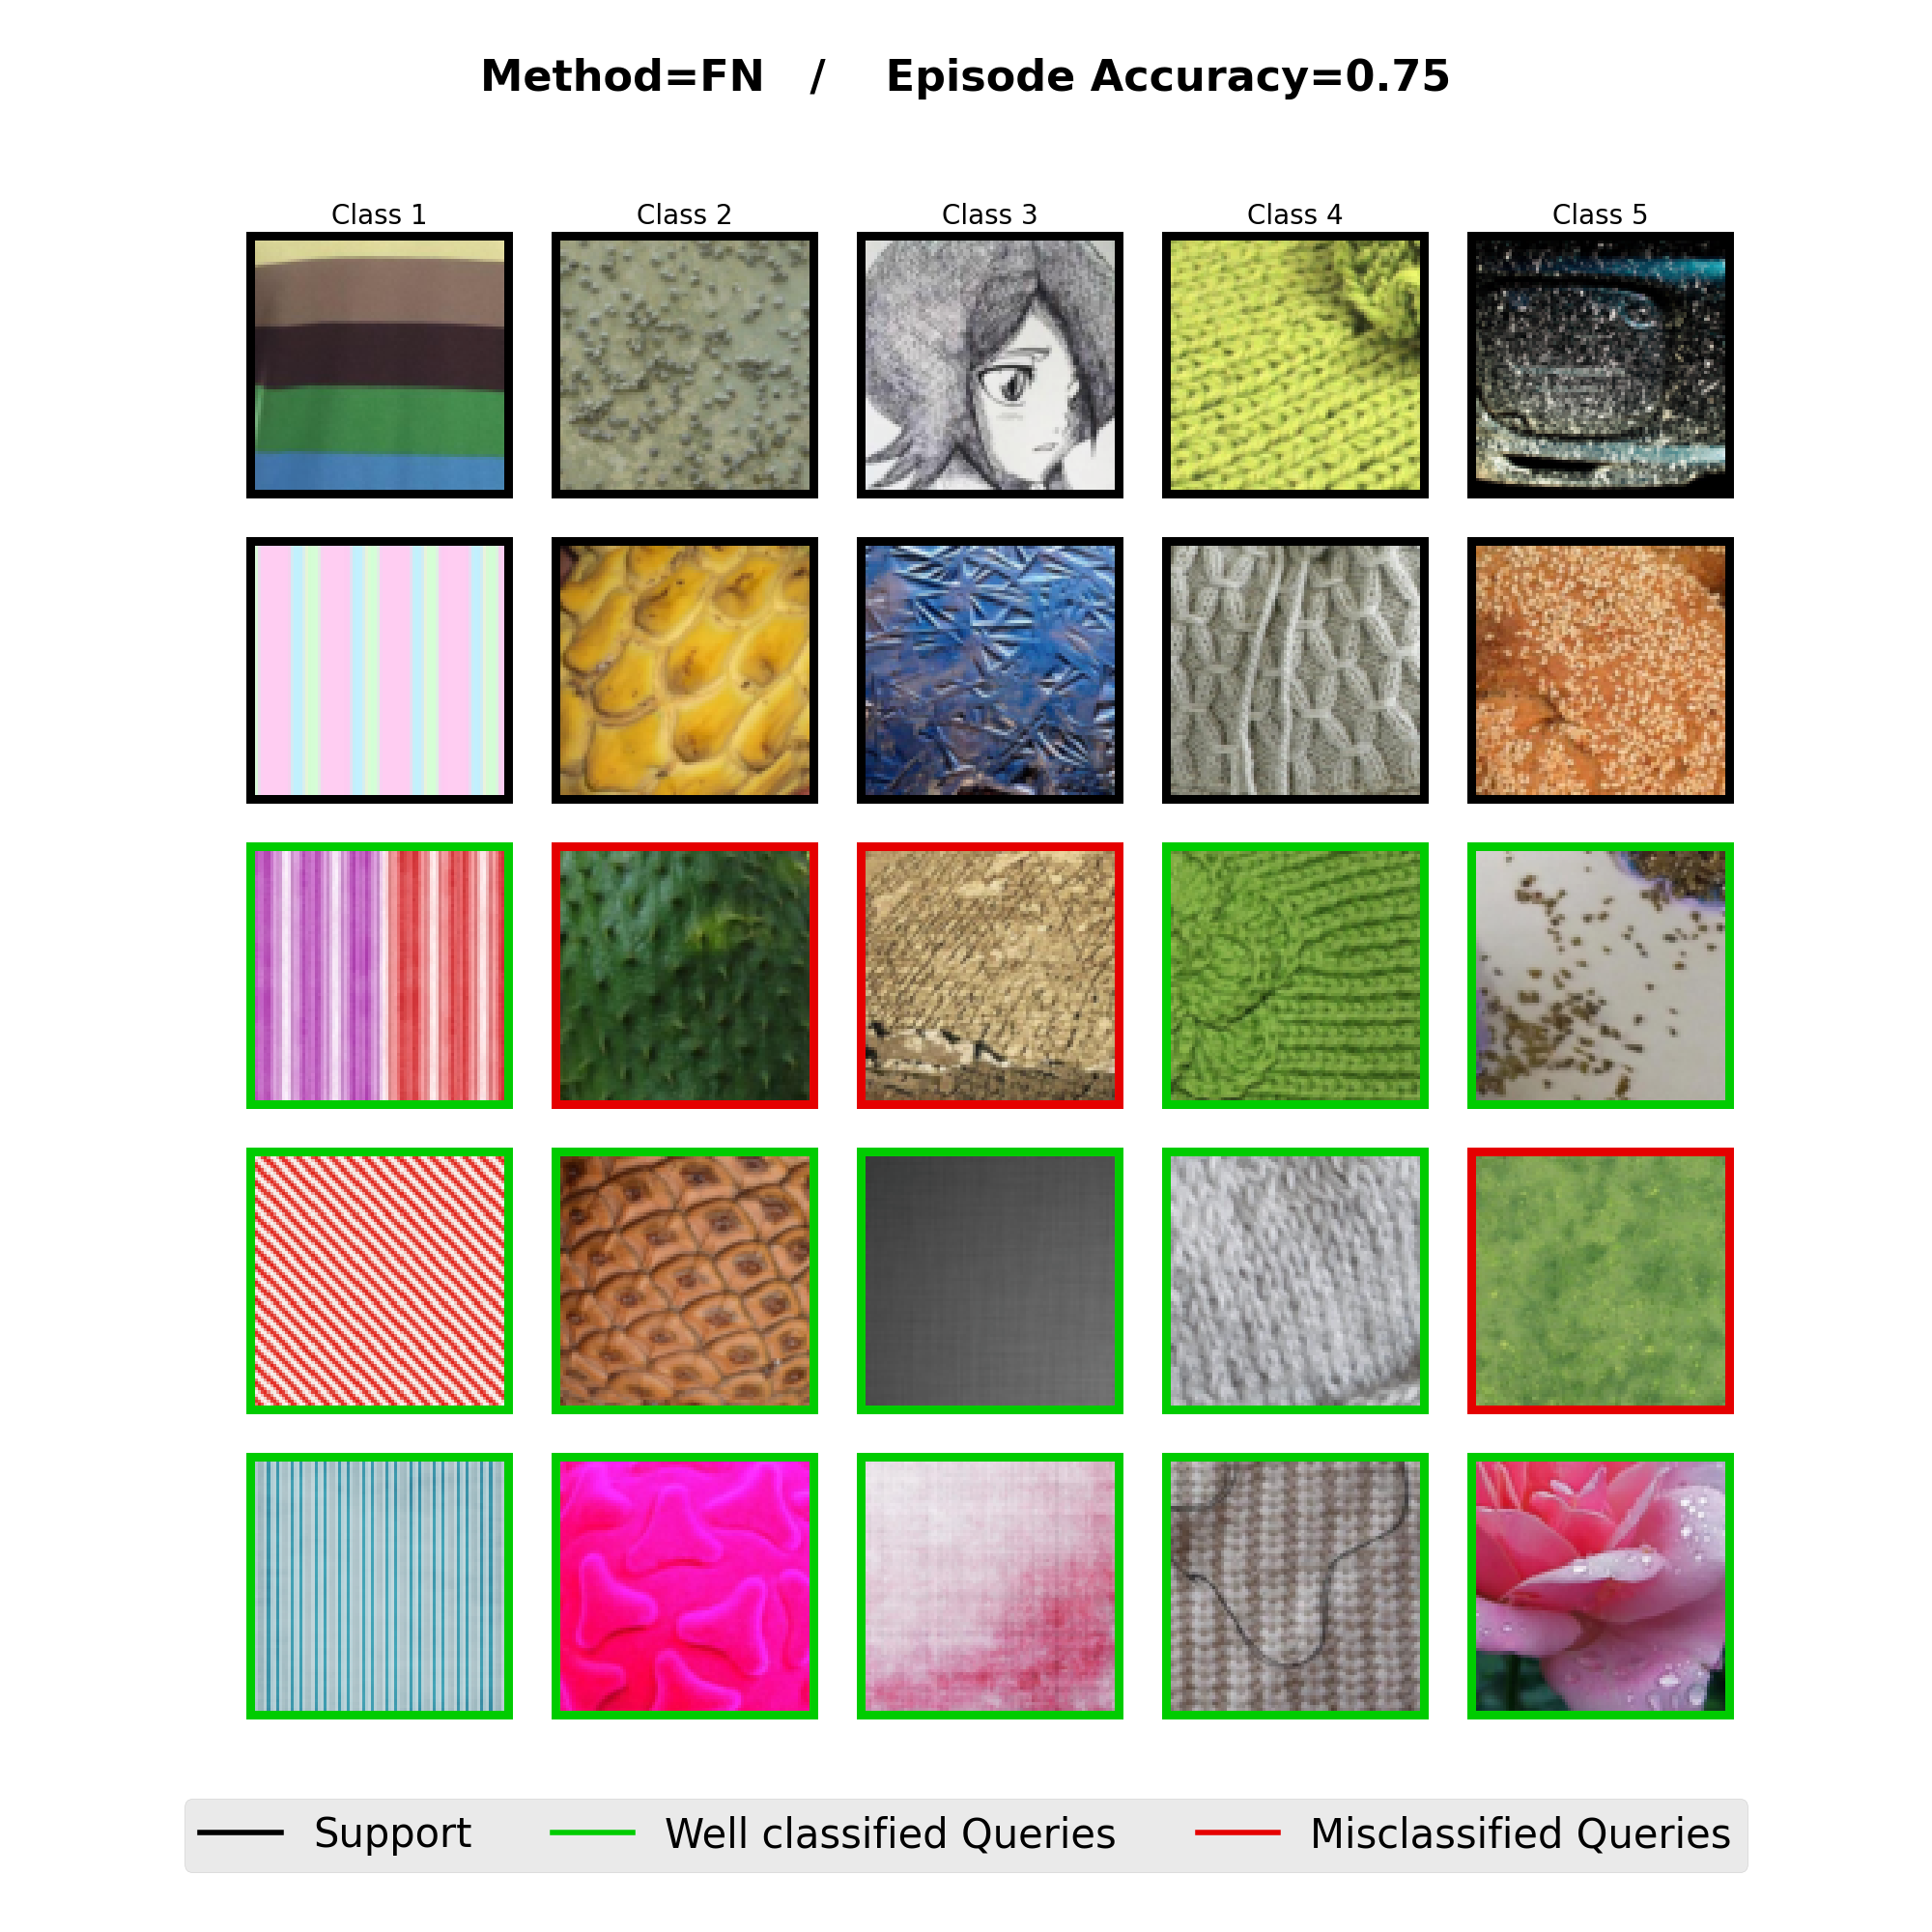 Method=FN / Episode Accuracy=0.75
Class 1 Class 2 Class 3 Class 4 Class 5
Support Well classified Queries Misclassified Queries